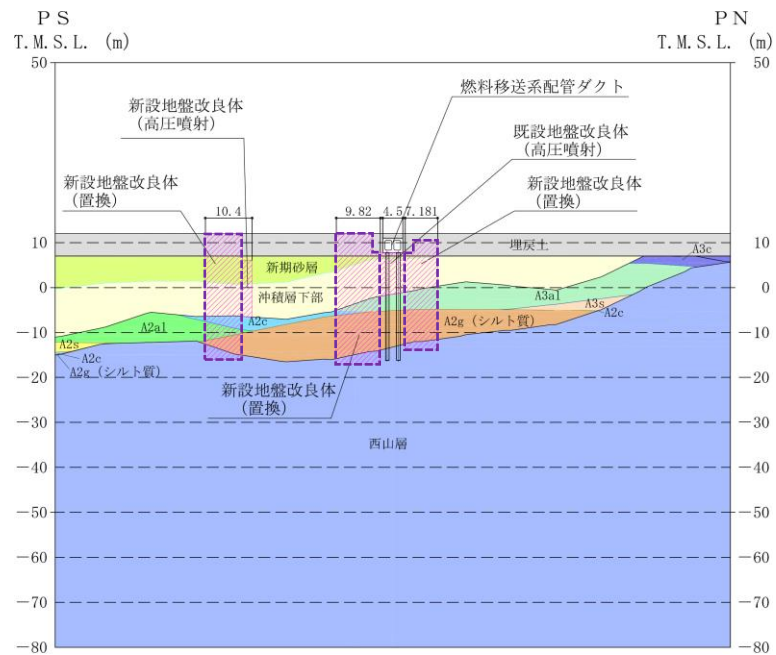 PS
PN
T.M.S.L. (m)
T.M.S.L. (m)
50
50
燃料移送系配管ダクト
新設地盤改良体
(高圧噴射)
既設地盤改良体
(高圧噴射)
新設地盤改良体
(置換)
新設地盤改良体
(置換)
10.4
9.82
4.5
7.181
10
埋戻土
A3c
10
新期砂層
0
沖積層下部
A3al
0
A3s
A2c
A2c
A2al
A2g(シルト質)
-10
-10
A2s
A2c
A2g(シルト質)
-20
新設地盤改良体
(置換)
-20
-30
-30
西山層
-40
-40
-50
-50
-60
-60
-70
-70
-80
-80